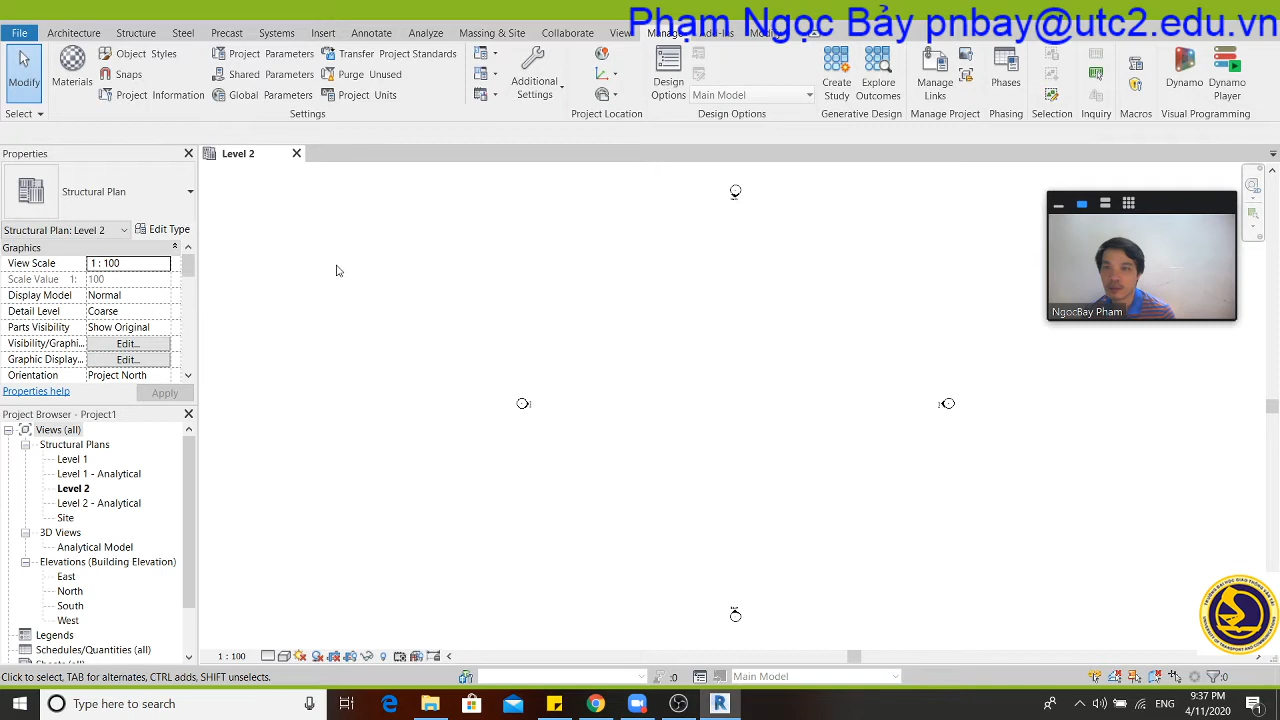 Phạm Ngọc Bảy pnbay@utc2.edu.vn
File Architecture Structure Steel Precast Systems Insert Annotate Analyze Massing & Site Collaborate View
Modify
Materials
Object Styles
Snaps
Project Information
Project Parameters
Shared Parameters
Global Parameters
Transfer Project Standards
Purge Unused
Project Units
Additional Settings
Design Options
Main Model
Create Study
Explore Outcomes
Manage Links
Phases
Dynamo
Dynamo Player
Select Settings Project Location Design Options Generative Design Manage Project Phasing Selection Inquiry Macros Visual Programming
Properties
Level 2
Structural Plan
Structural Plan: Level 2 Edit Type
Graphics
View Scale 1 : 100
Scale Value 1: 100
Display Model Normal
Detail Level Coarse
Parts Visibility Show Original
Visibility/Graphi... Edit...
Graphic Display... Edit...
Orientation Project North
Properties help Apply
Project Browser - Project1
Views (all)
Structural Plans
Level 1
Level 1 - Analytical
Level 2
Level 2 - Analytical
Site
3D Views
Analytical Model
Elevations (Building Elevation)
East
North
South
West
Legends
Schedules/Quantities (all)
NgocBay Pham
1 : 100
Click to select, TAB for alternates, CTRL adds, SHIFT unselects.
:0
Main Model
:0
Type here to search
ENG
9:37 PM
4/11/2020